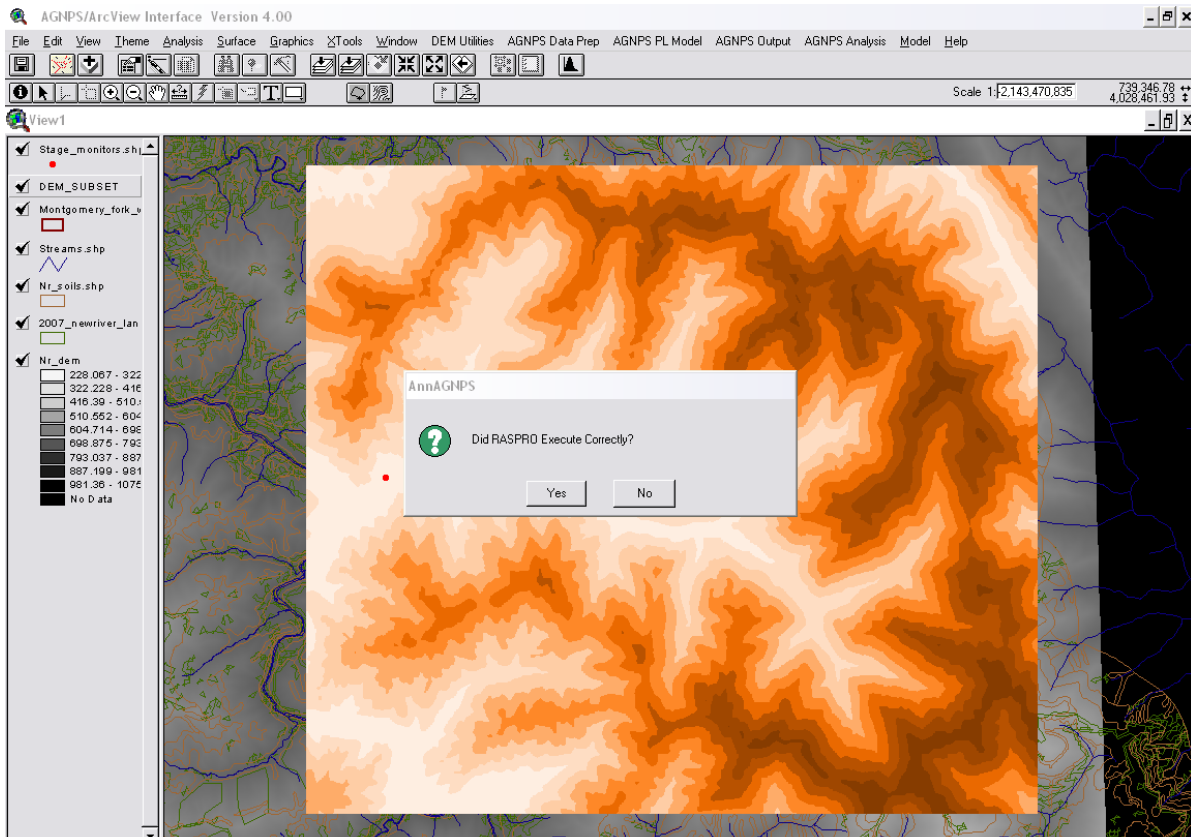 AGNPS/ArcView Interface Version 4.00
File Edit View Theme Analysis Surface Graphics XTools Window DEM Utilities AGNPS Data Prep AGNPS PL Model AGNPS Output AGNPS Analysis Model Help
Scale 1: -2,143,470,835
739,346.78
4,028,461.93
View1
Stage_monitors.sh
DEM_SUBSET
Montgomery_fork_
Streams.shp
Nr_soils.shp
2007_newriver_lan
Nr_dem
228.067 - 322
322.228 - 416
416.39 - 510.
510.552 - 604
604.714 - 698
698.875 - 793
793.037 - 887
887.199 - 981
981.36 - 1075
No Data
AnnAGNPS
Did RASPRO Execute Correctly?
Yes No